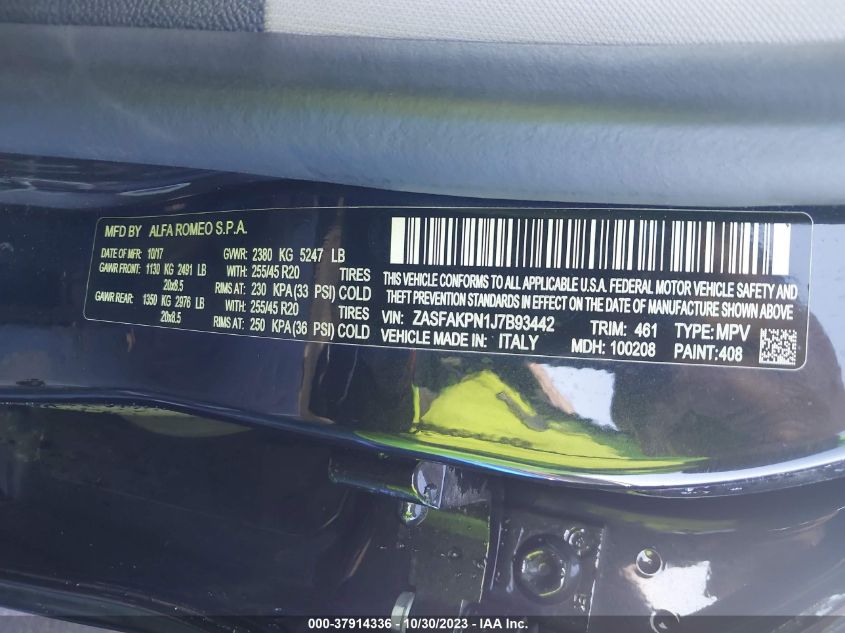 MFD BY ALFA ROMEO S.P.A.
DATE OF MFR: 10/17 GVWR: 2380 KG 5247 LB
GAWR FRONT: 1130 KG 2491 LB WITH: 255/45 R20 TIRES
20x8.5 RIMS AT: 230 KPA (33 PSI) COLD
GAWR REAR: 1350 KG 2976 LB WITH: 255/45 R20 TIRES
20x8.5 RIMS AT: 250 KPA (36 PSI) COLD
THIS VEHICLE CONFORMS TO ALL APPLICABLE U.S.A. FEDERAL MOTOR VEHICLE SAFETY AND
THEFT PREVENTION STANDARDS IN EFFECT ON THE DATE OF MANUFACTURE SHOWN ABOVE
VIN: ZASFAKPN1J7B93442 TRIM: 461 TYPE: MPV
VEHICLE MADE IN: ITALY MDH: 100208 PAINT:408
000-37914336 - 10/30/2023 - IAA Inc.